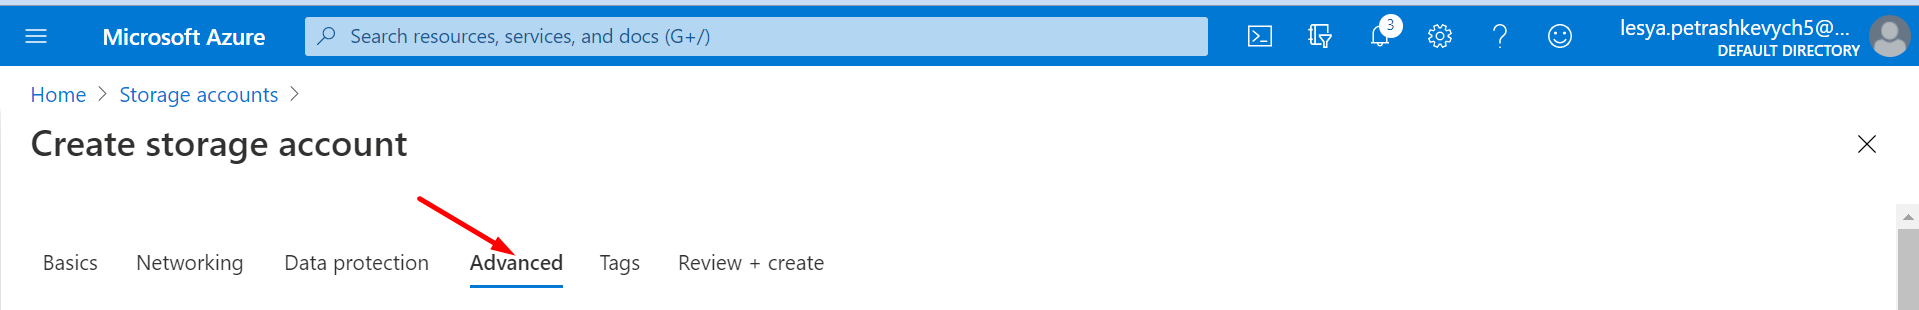 Microsoft Azure
Search resources, services, and docs (G+/)
3
lesya.petrashkevych5@...
DEFAULT DIRECTORY
Home > Storage accounts >
Create storage account
Basics Networking Data protection Advanced Tags Review + create